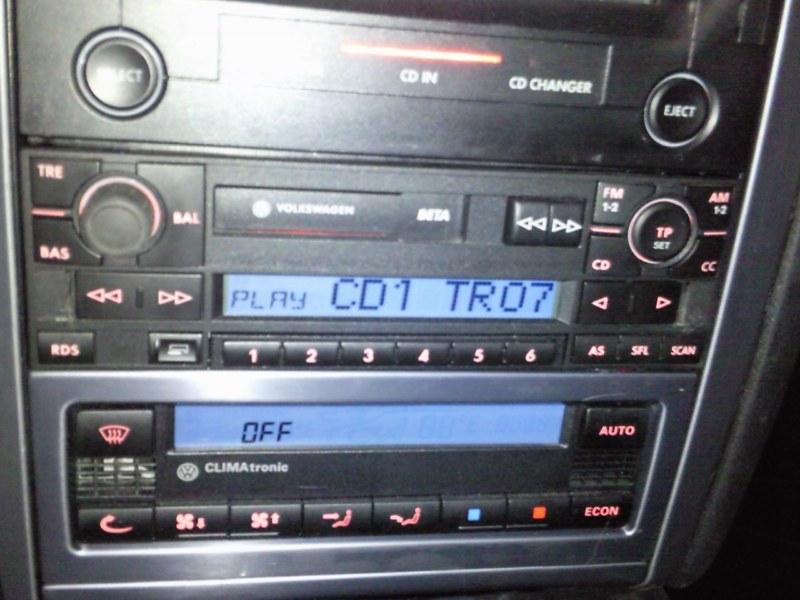 SELECT
CD IN
CD CHANGER
EJECT
TRE
BAL
BAS
VOLKSWAGEN
BETA
FM
1-2
AM
1-2
TP
SET
CD
CC
PLAY CD1 TR07
RDS
1 2 3 4 5 6
AS SFL SCAN
OFF
AUTO
CLIMAtronic
ECON